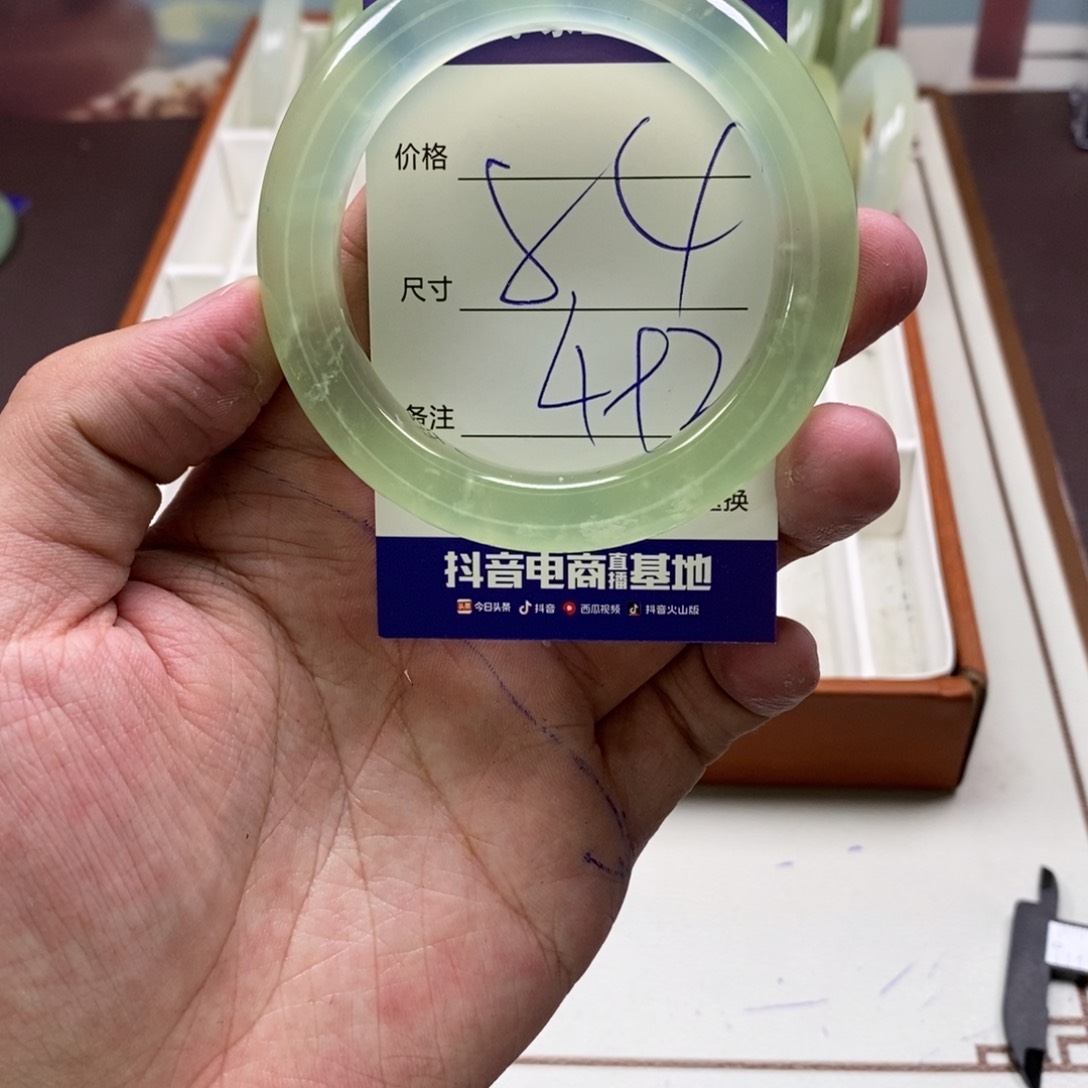 价格
84
尺寸
备注
换
抖音电商直播基地
今日头条 抖音 西瓜视频 抖音火山版